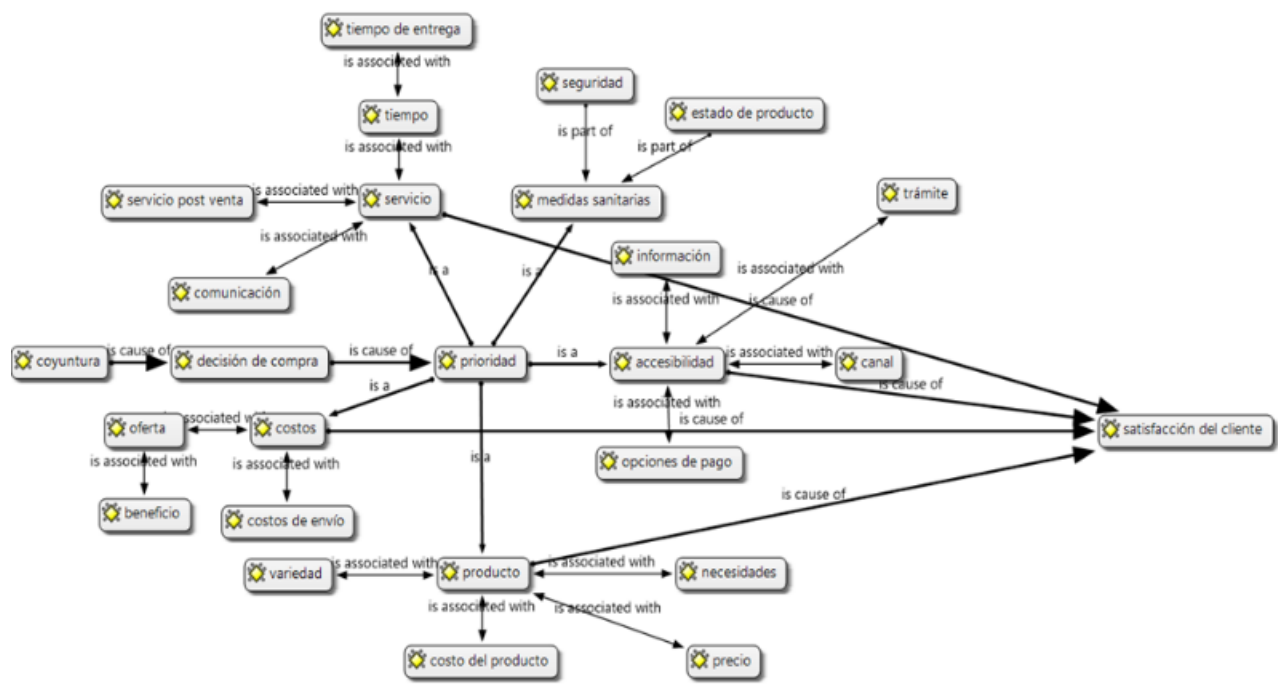 tiempo de entrega
is associated with
seguridad
tiempo
estado de producto
is part of
is associated with
is part of
trámite
is associated with
servicio post venta
servicio
medidas sanitarias
is associated with
información
is a
is a
is associated with
comunicación
is associated with
is cause of
coyuntura
is cause of
decisión de compra
is cause of
prioridad
is a
accesibilidad
is associated with
canal
is a
is cause of
is associated with
is associated with
is cause of
oferta
costos
satisfacción del cliente
is associated with
is associated with
is a
opciones de pago
is cause of
beneficio
costos de envío
is associated with
is associated with
variedad
producto
necesidades
is associated with
is associated with
costo del producto
precio